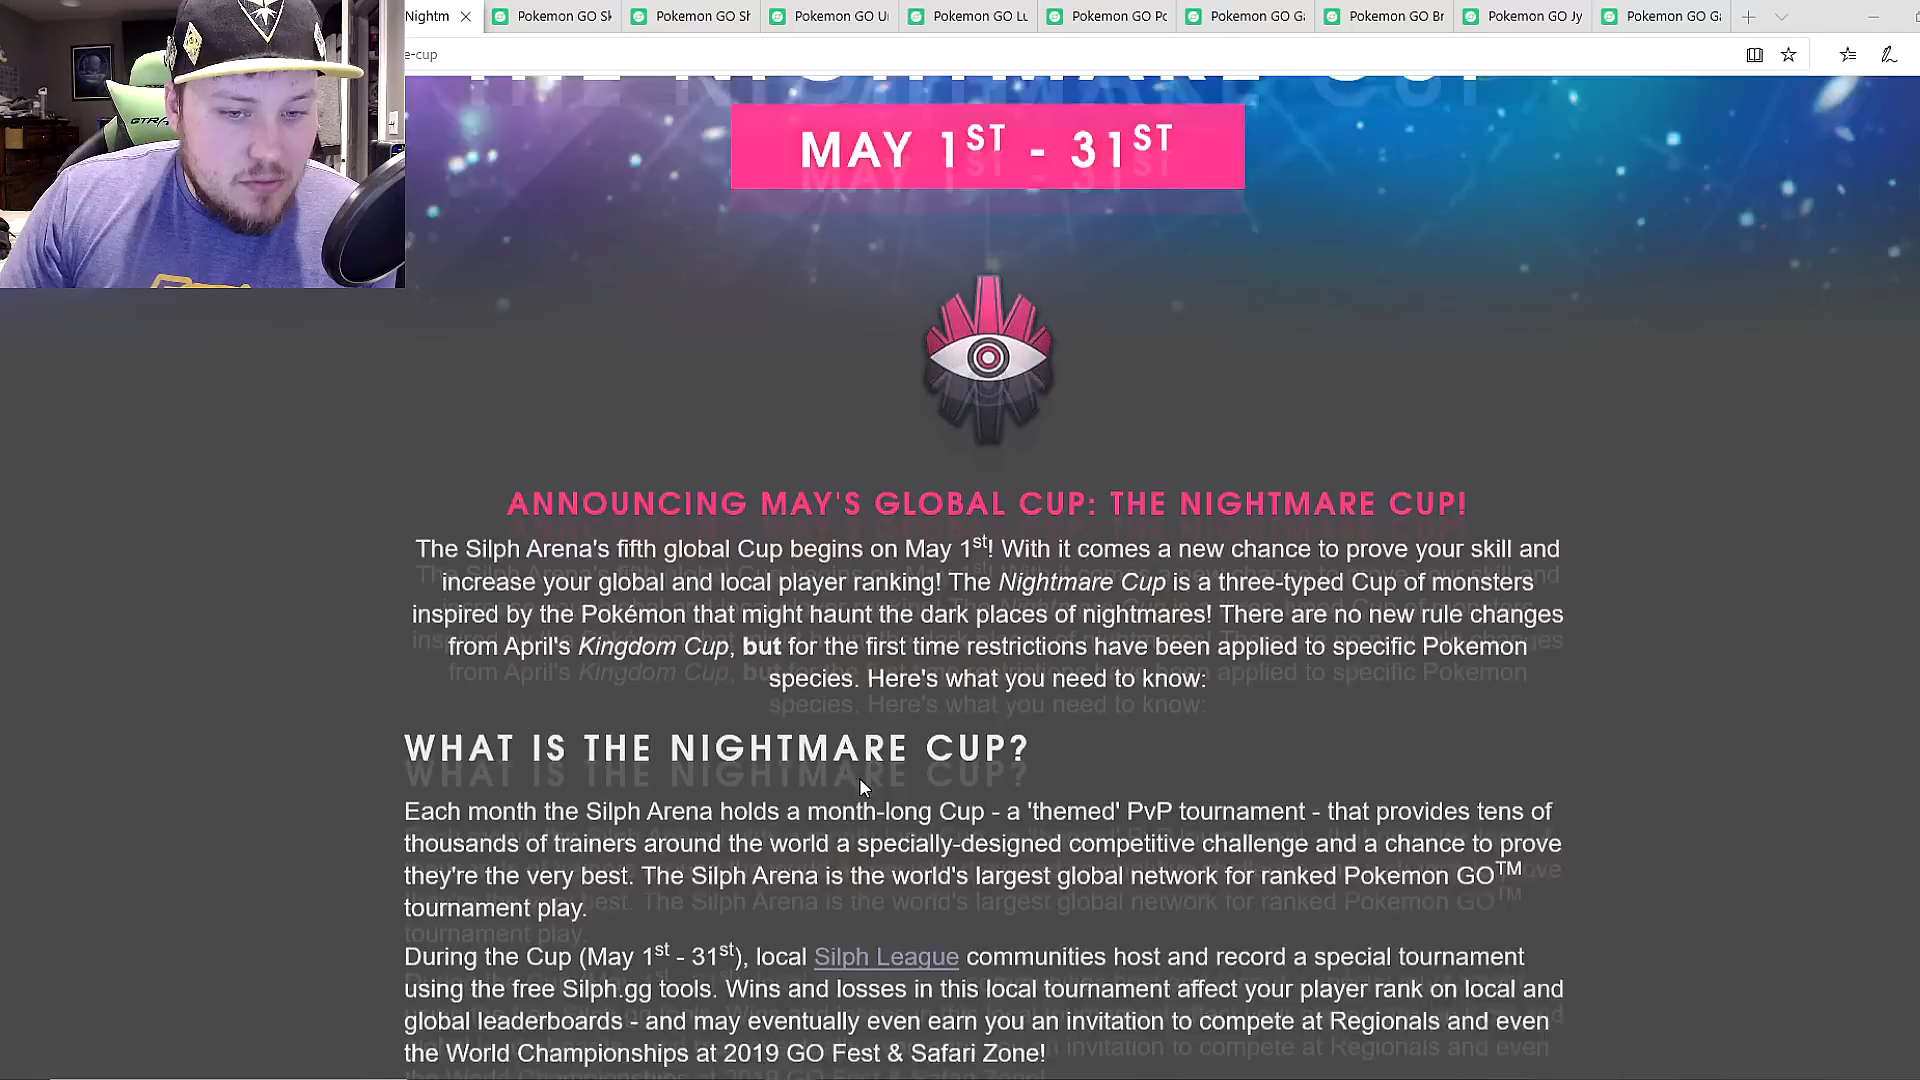 Nightm
Pokemon GO Sk
Pokemon GO Sh
Pokemon GO Ur
Pokemon GO Lu
Pokemon GO Po
Pokemon GO Ga
Pokemon GO Br
Pokemon GO Jy
Pokemon GO Ga
e-cup
THE NIGHTMARE CUP
MAY 1ST - 31ST
ANNOUNCING MAY'S GLOBAL CUP: THE NIGHTMARE CUP!
The Silph Arena's fifth global Cup begins on May 1st! With it comes a new chance to prove your skill and
increase your global and local player ranking! The Nightmare Cup is a three-typed Cup of monsters
inspired by the Pokémon that might haunt the dark places of nightmares! There are no new rule changes
from April's Kingdom Cup, but for the first time restrictions have been applied to specific Pokemon
species. Here's what you need to know:
WHAT IS THE NIGHTMARE CUP?
Each month the Silph Arena holds a month-long Cup - a 'themed' PvP tournament - that provides tens of
thousands of trainers around the world a specially-designed competitive challenge and a chance to prove
they're the very best. The Silph Arena is the world's largest global network for ranked Pokemon GO™
tournament play.
During the Cup (May 1st - 31st), local Silph League communities host and record a special tournament
using the free Silph.gg tools. Wins and losses in this local tournament affect your player rank on local and
global leaderboards - and may eventually even earn you an invitation to compete at Regionals and even
the World Championships at 2019 GO Fest & Safari Zone!